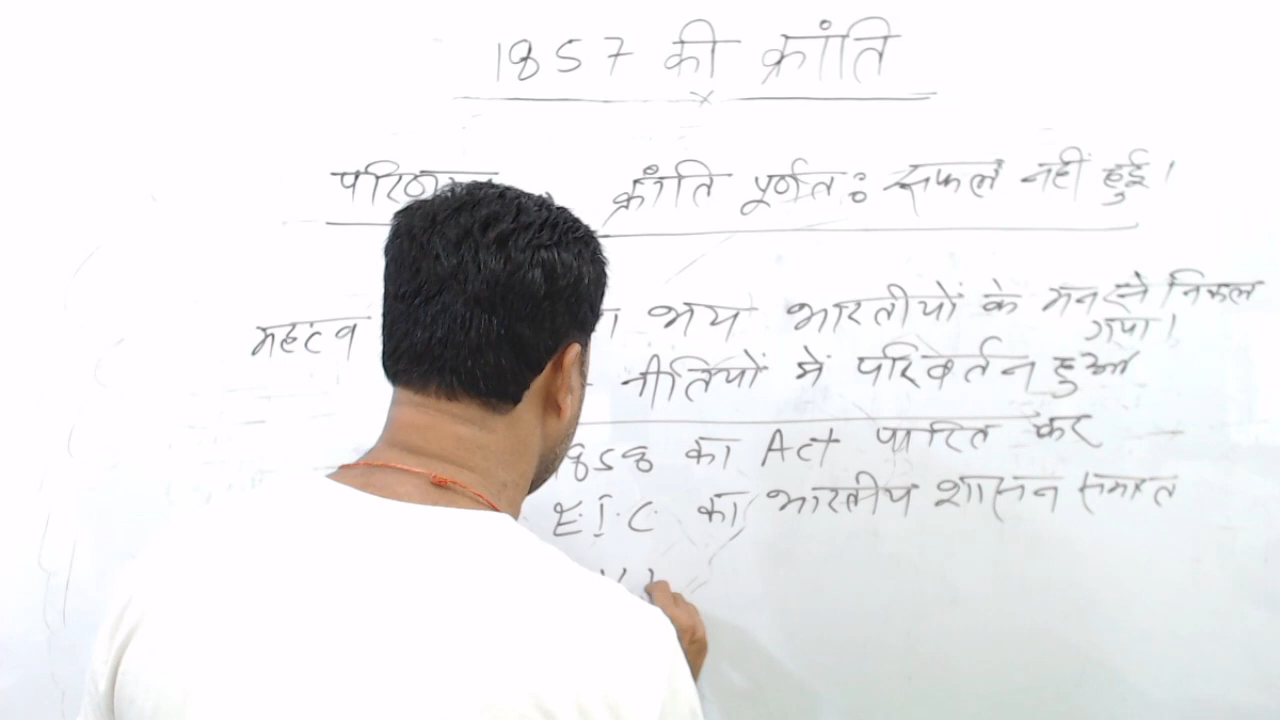 1857 की क्रांति
क्रांति पूर्णतः सफल नहीं हुई।
महत्व भय भारतीयों के मन से निकल
गया।
नीतियों में परिवर्तन हुआ
1858 का Act पारित कर
E.I.C. का भारतीय शासन समाप्त